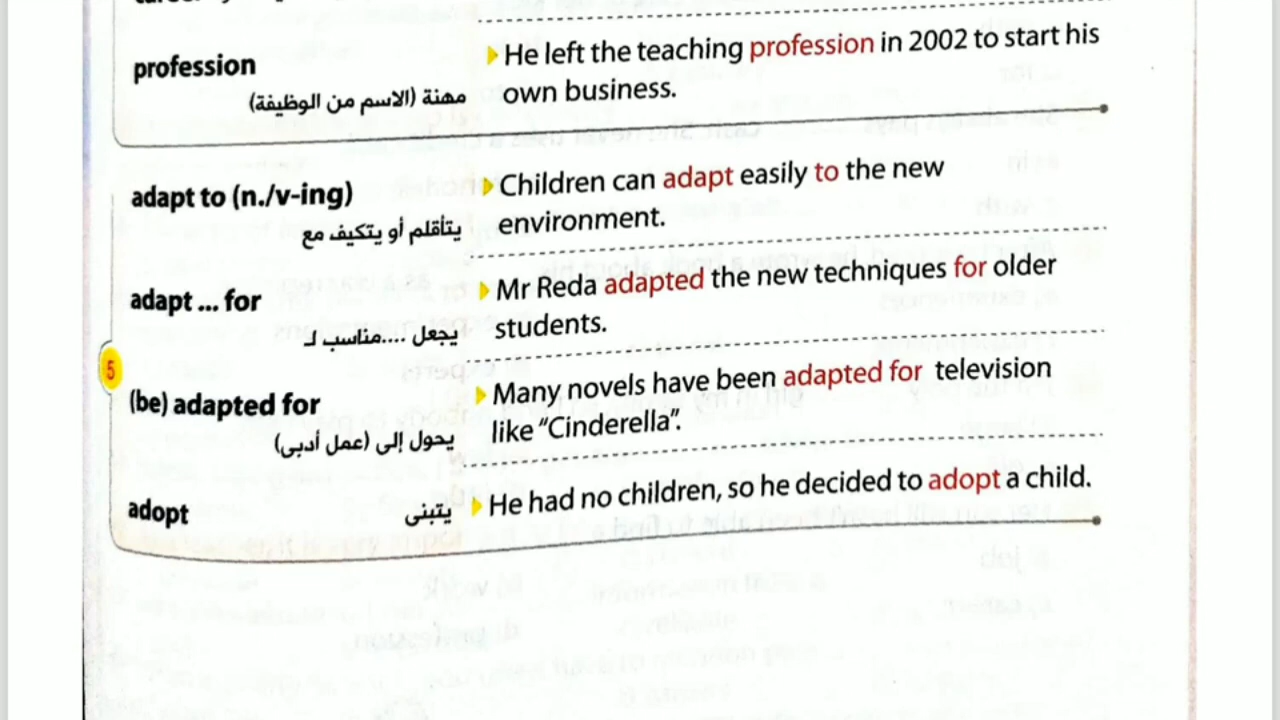 profession
مهنة (الاسم من الوظيفة)
He left the teaching profession in 2002 to start his
own business.
adapt to (n./v-ing)
يتأقلم أو يتكيف مع
Children can adapt easily to the new
environment.
adapt ... for
يجعل ....مناسب لـ
Mr Reda adapted the new techniques for older
students.
5
(be) adapted for
يحول إلى (عمل أدبى)
Many novels have been adapted for television
like “Cinderella”.
adopt
يتبنى
He had no children, so he decided to adopt a child.